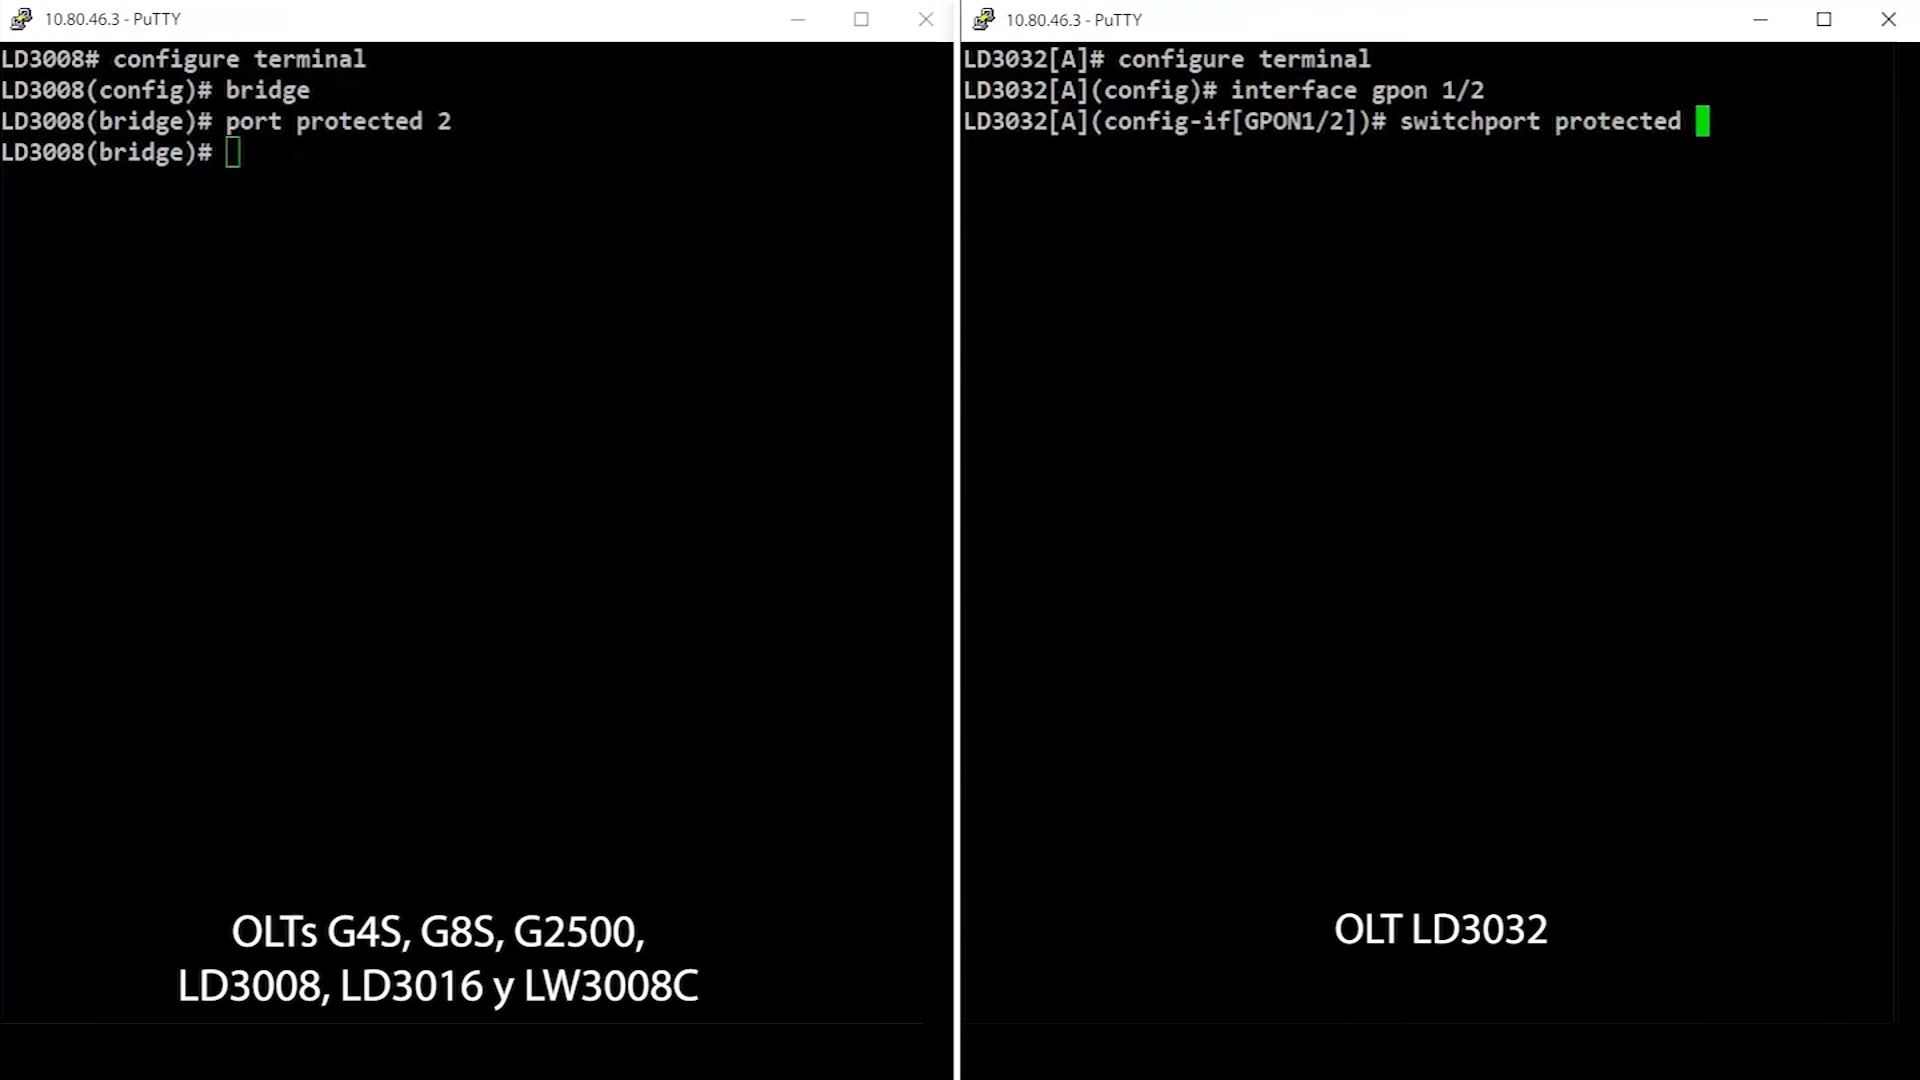 10.80.46.3 - PuTTY
LD3008# configure terminal
LD3008(config)# bridge
LD3008(bridge)# port protected 2
LD3008(bridge)#
OLTs G4S, G8S, G2500,
LD3008, LD3016 y LW3008C
10.80.46.3 - PuTTY
LD3032[A]# configure terminal
LD3032[A](config)# interface gpon 1/2
LD3032[A](config-if[GPON1/2])# switchport protected
OLT LD3032